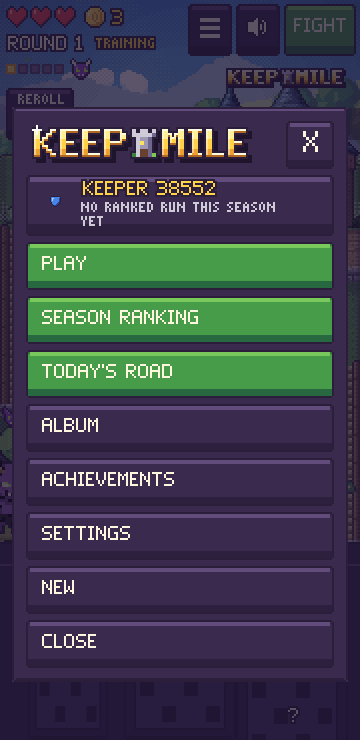 3
FIGHT
ROUND 1 TRAINING
KEEP MILE
REROLL
KEEP MILE
X
KEEPER 38552
NO RANKED RUN THIS SEASON
YET
PLAY
SEASON RANKING
TODAY'S ROAD
ALBUM
ACHIEVEMENTS
SETTINGS
NEW
CLOSE
?